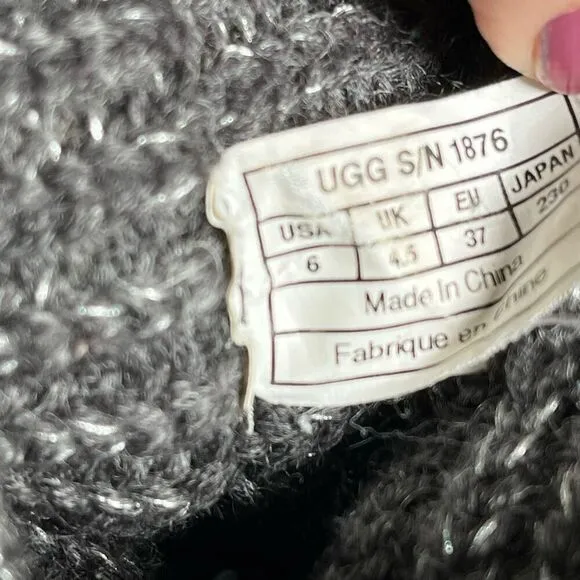 UGG S/N 1876
USA UK EU JAPAN
6 4.5 37 230
Made In China
Fabrique en Chine